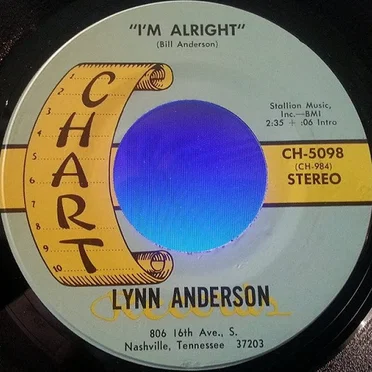 "I'M ALRIGHT"
(Bill Anderson)
Stallion Music,
Inc.—BMI
2:35 + :06 Intro
CH-5098
(CH-984)
STEREO
1
2
3
4
5
6
7
8
9
10
CHART
Records
LYNN ANDERSON
806 16th Ave., S.
Nashville, Tennessee 37203